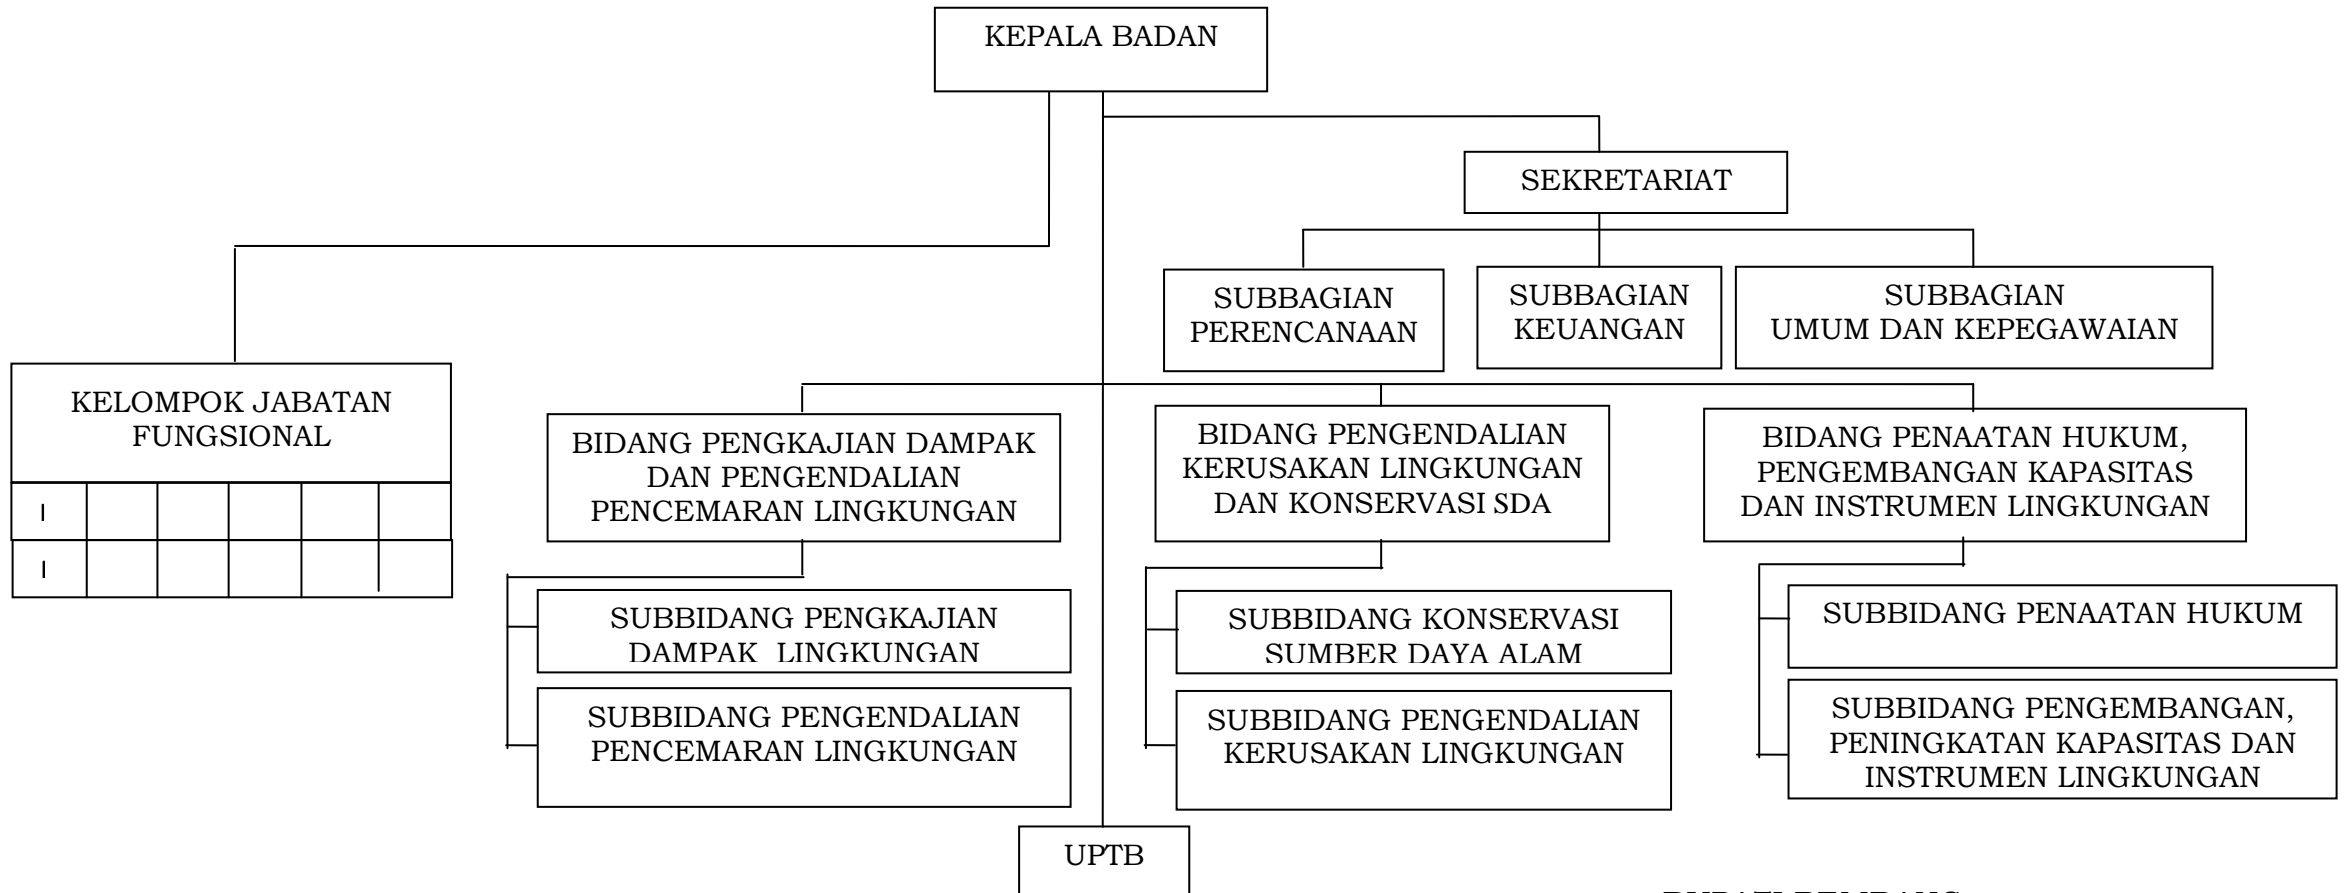 KEPALA BADAN
SEKRETARIAT
SUBBAGIAN
PERENCANAAN
SUBBAGIAN
KEUANGAN
SUBBAGIAN
UMUM DAN KEPEGAWAIAN
KELOMPOK JABATAN
FUNGSIONAL
BIDANG PENGKAJIAN DAMPAK
DAN PENGENDALIAN
PENCEMARAN LINGKUNGAN
BIDANG PENGENDALIAN
KERUSAKAN LINGKUNGAN
DAN KONSERVASI SDA
BIDANG PENAATAN HUKUM,
PENGEMBANGAN KAPASITAS
DAN INSTRUMEN LINGKUNGAN
SUBBIDANG PENGKAJIAN
DAMPAK  LINGKUNGAN
SUBBIDANG PENGENDALIAN
PENCEMARAN LINGKUNGAN
SUBBIDANG KONSERVASI
SUMBER DAYA ALAM
SUBBIDANG PENGENDALIAN
KERUSAKAN LINGKUNGAN
SUBBIDANG PENAATAN HUKUM
SUBBIDANG PENGEMBANGAN,
PENINGKATAN KAPASITAS DAN
INSTRUMEN LINGKUNGAN
UPTB